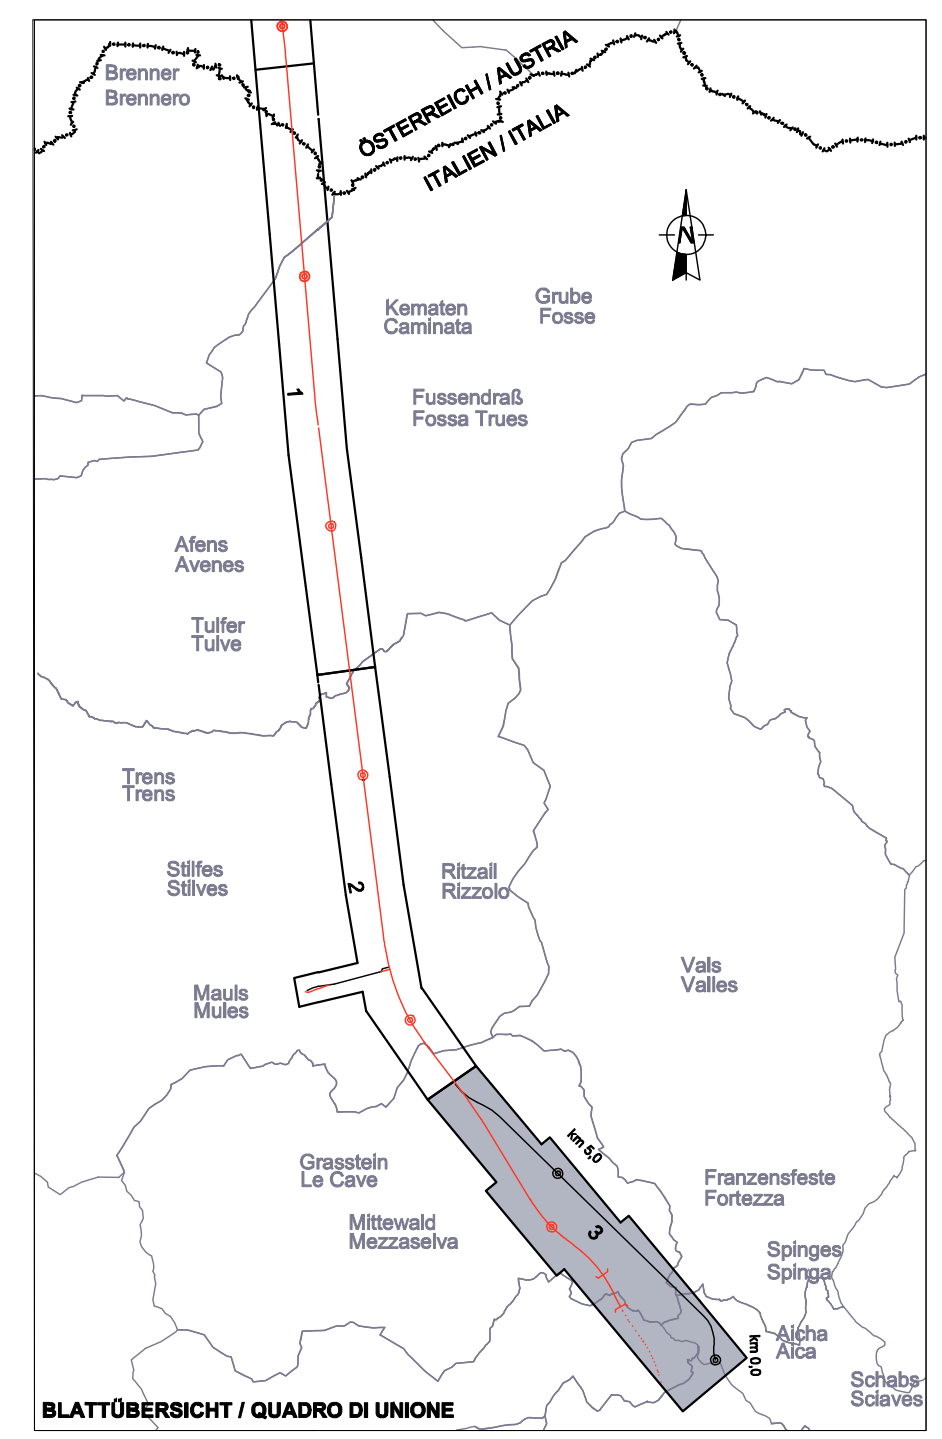 Brenner
Brennero
ÖSTERREICH / AUSTRIA
ITALIEN / ITALIA
N
Kematen
Caminata
Grube
Fosse
1
Fussendraß
Fossa Trues
Afens
Avenes
Tulfer
Tulve
Trens
Trens
Stilfes
Stilves
2
Ritzail
Rizzolo
Mauls
Mules
Vals
Valles
km 5,0
Grasstein
Le Cave
Franzensfeste
Fortezza
Mittewald
Mezzaselva
3
Spinges
Spinga
km 0,0
Aicha
Aica
Schabs
Sciaves
BLATTÜBERSICHT / QUADRO DI UNIONE